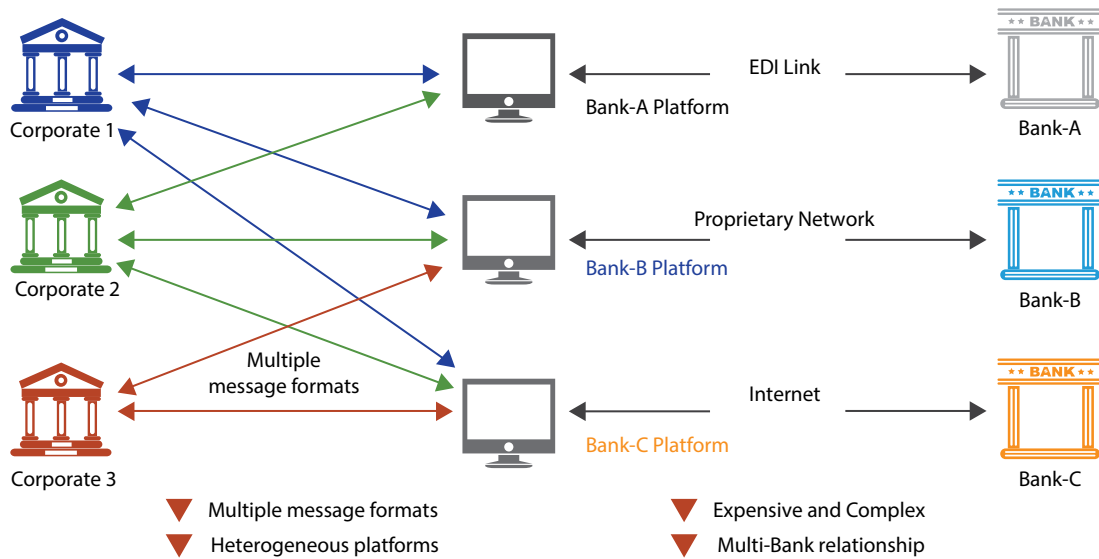 BANK
EDI Link
Bank-A Platform
Corporate 1
Bank-A
BANK
Proprietary Network
Bank-B Platform
Corporate 2
Bank-B
Multiple
message formats
BANK
Internet
Bank-C Platform
Corporate 3
Bank-C
Multiple message formats
Expensive and Complex
Heterogeneous platforms
Multi-Bank relationship